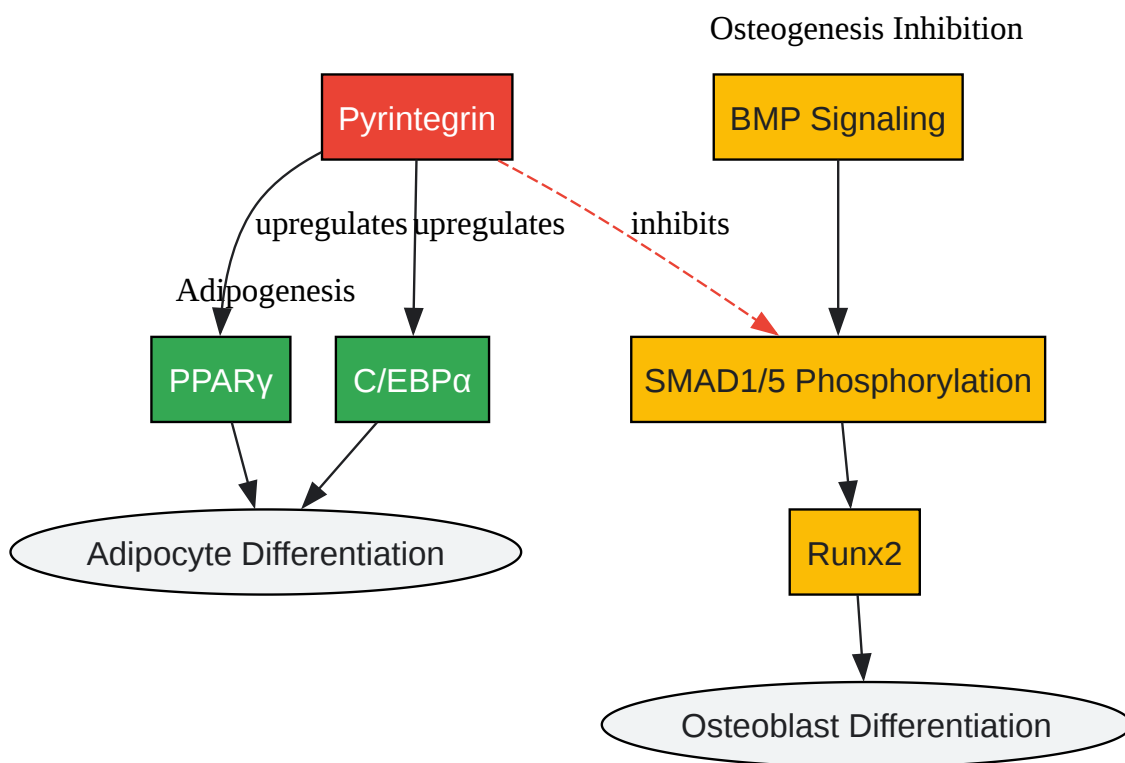 Osteogenesis Inhibition
Pyrintegrin
BMP Signaling
upregulates
upregulates
inhibits
Adipogenesis
PPARγ
C/EBPα
SMAD1/5 Phosphorylation
Adipocyte Differentiation
Runx2
Osteoblast Differentiation